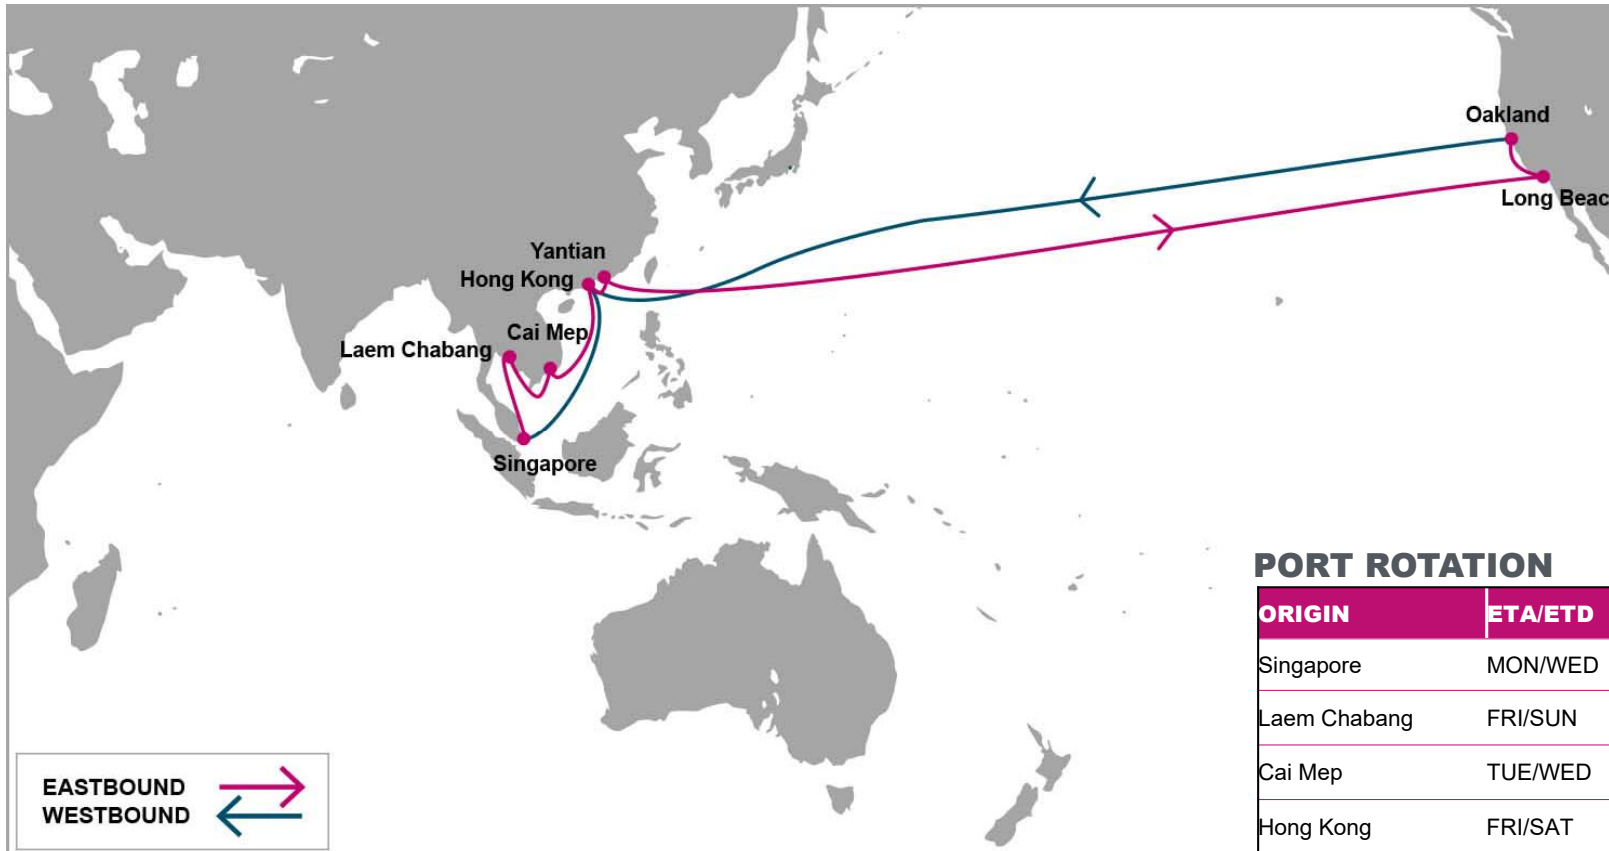 Oakland
Long Beac
Yantian
Hong Kong
Cai Mep
Laem Chabang
Singapore
PORT ROTATION
ORIGIN ETA/ETD
Singapore MON/WED
Laem Chabang FRI/SUN
Cai Mep TUE/WED
Hong Kong FRI/SAT
EASTBOUND
WESTBOUND